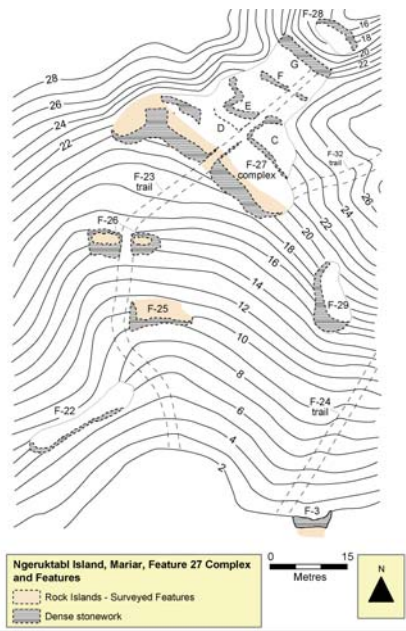 F-28
16
18
20
22
G
28
26
24
22
F
E
D
C
F-27
complex
F-32
trail
F-23
trail
26
24
22
20
18
16
14
12
10
8
6
4
2
F-26
F-25
F-29
F-22
F-24
trail
F-3
Ngeruktabl Island, Mariar, Feature 27 Complex
and Features
Rock Islands - Surveyed Features
Dense stonework
0 15
Metres
N